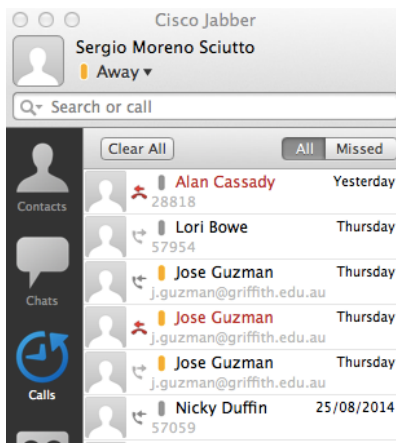 Cisco Jabber
Sergio Moreno Sciutto
Away
Search or call
Clear All All Missed
Contacts
Alan Cassady Yesterday
28818
Lori Bowe Thursday
57954
Jose Guzman Thursday
j.guzman@griffith.edu.au
Chats
Jose Guzman Thursday
j.guzman@griffith.edu.au
Jose Guzman Thursday
j.guzman@griffith.edu.au
Calls
Nicky Duffin 25/08/2014
57059